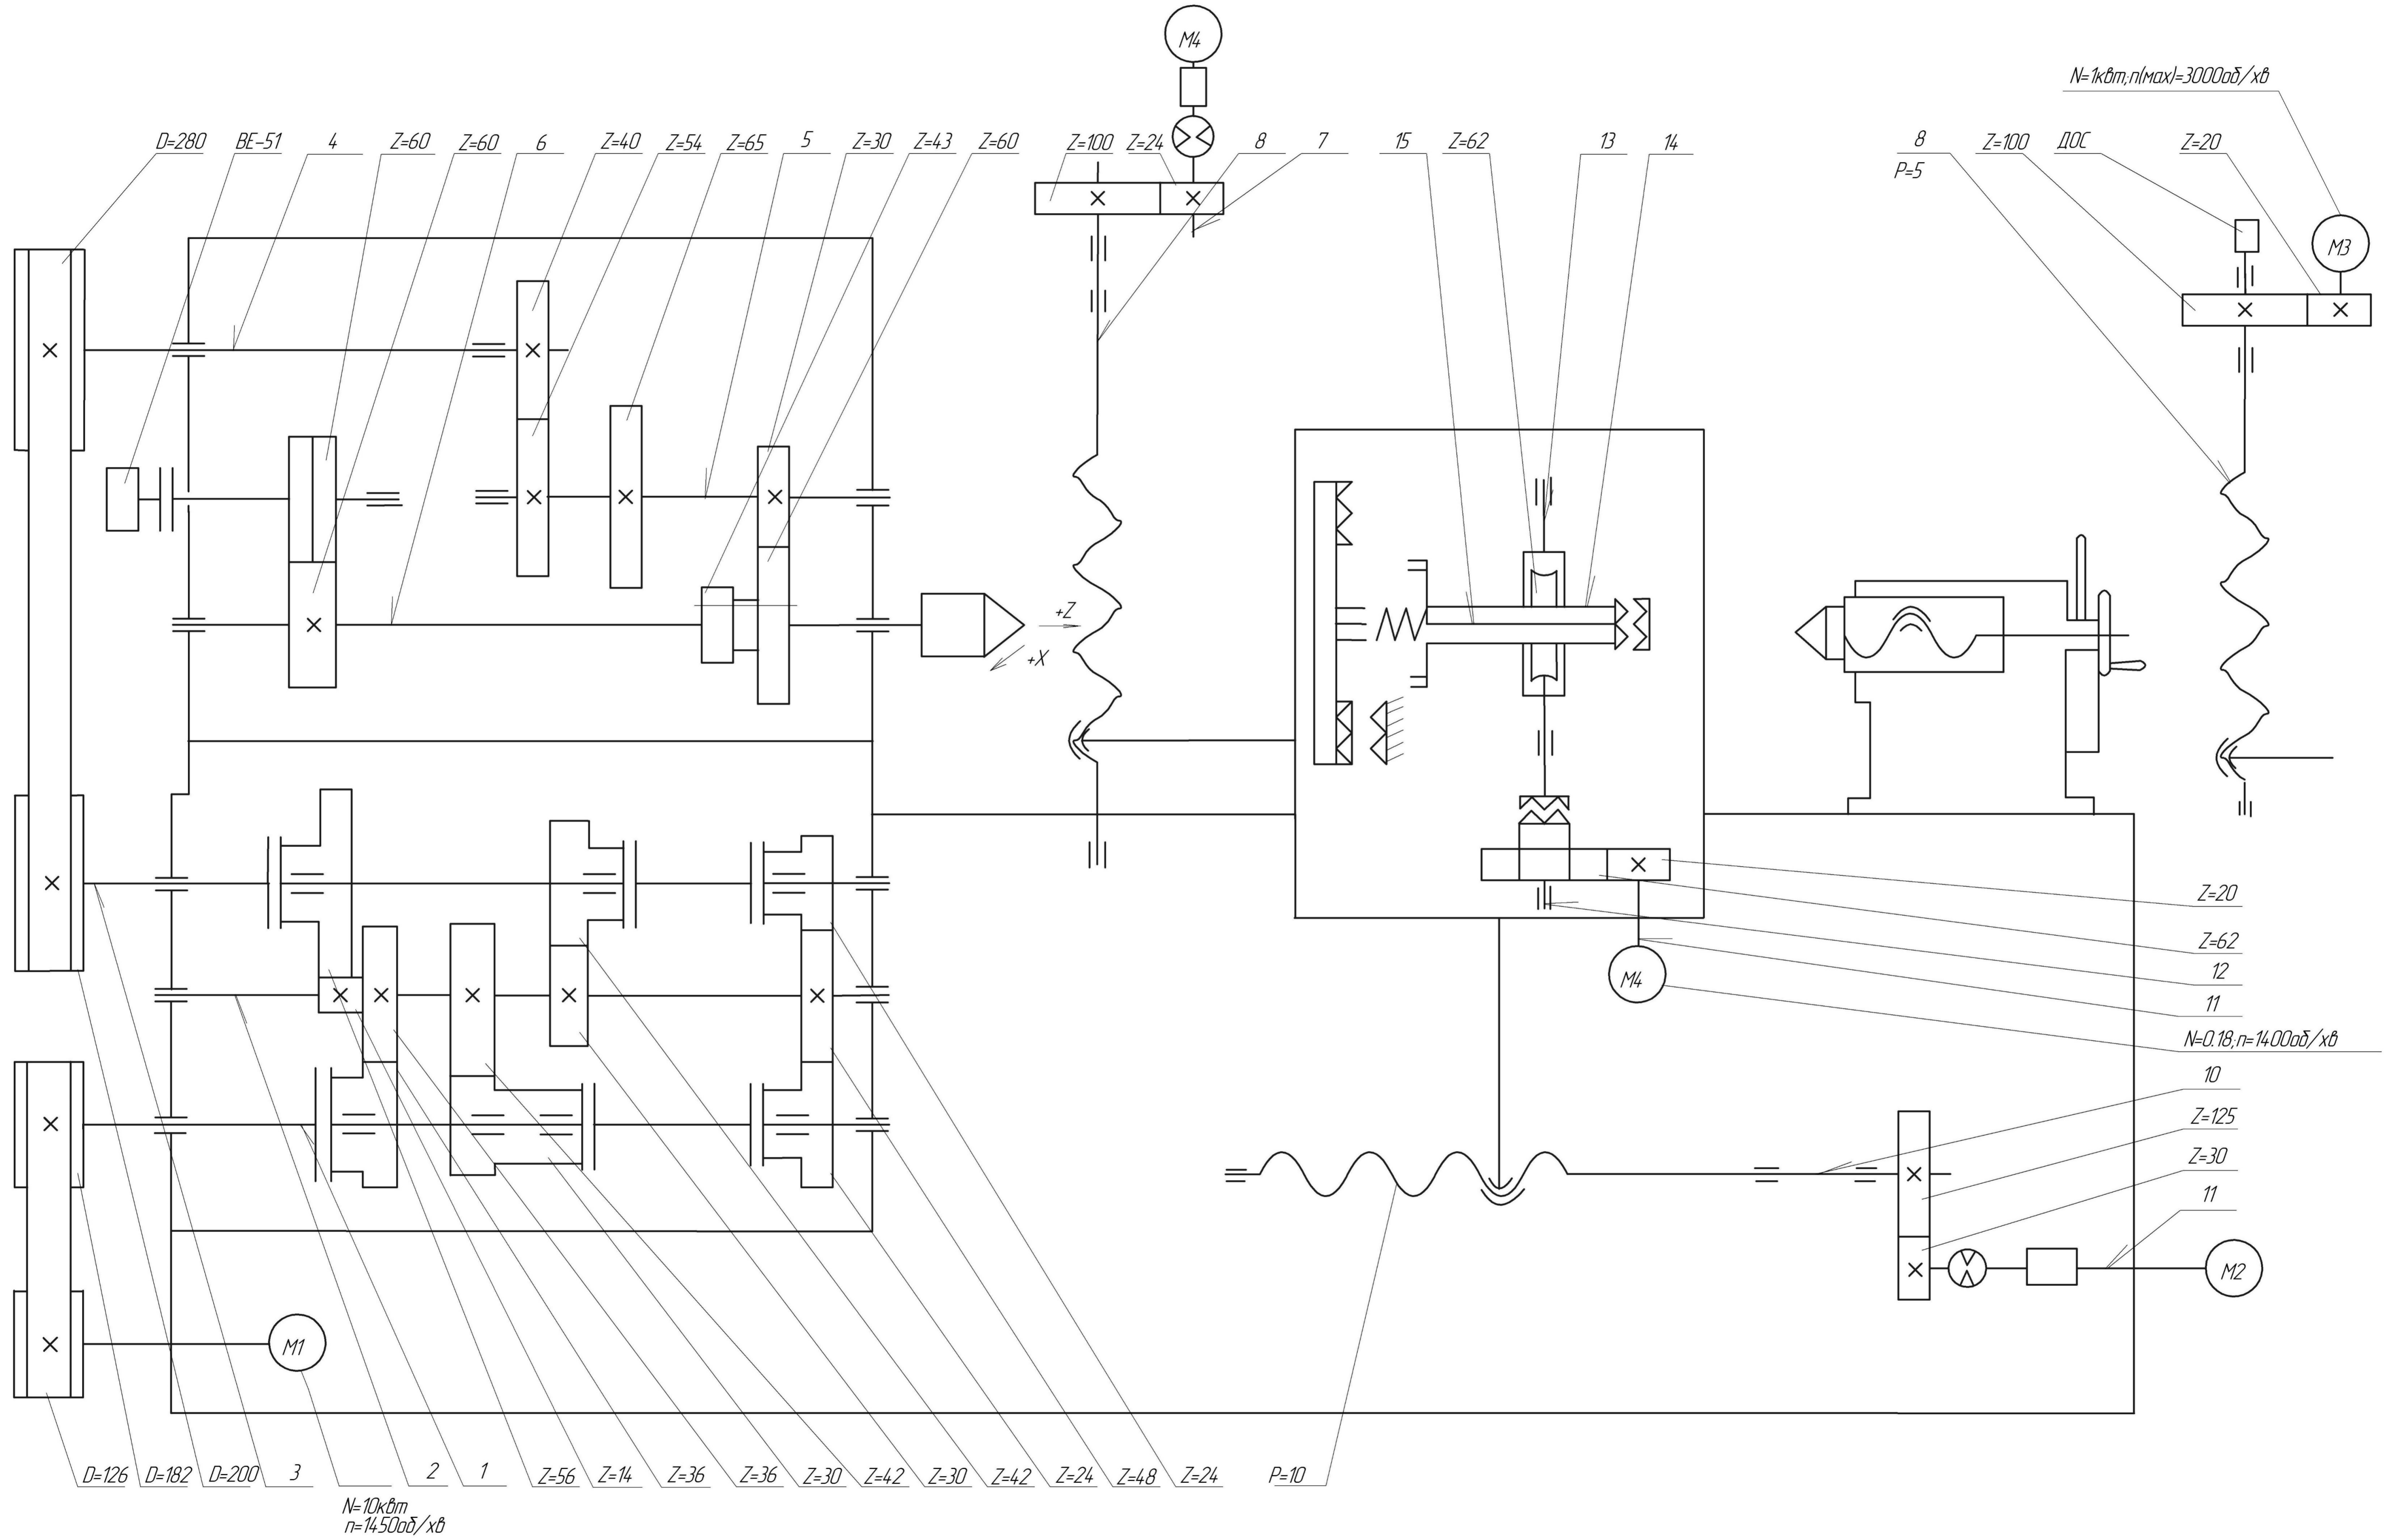 M4
N=1квт;n(мах)=3000об/хв
D=280
ВЕ-51
4
Z=60
Z=60
6
Z=40
Z=54
Z=65
5
Z=30
Z=43
Z=60
Z=100
Z=24
8
7
15
Z=62
13
14
8
P=5
Z=100
ДОС
Z=20
M3
+Z
+X
Z=20
Z=62
12
11
M4
N=0.18;n=1400об/хв
10
Z=125
Z=30
11
M2
M1
D=126
D=182
D=200
3
2
1
Z=56
Z=14
Z=36
Z=36
Z=30
Z=42
Z=30
Z=42
Z=24
Z=48
Z=24
P=10
N=10квт
n=1450об/хв